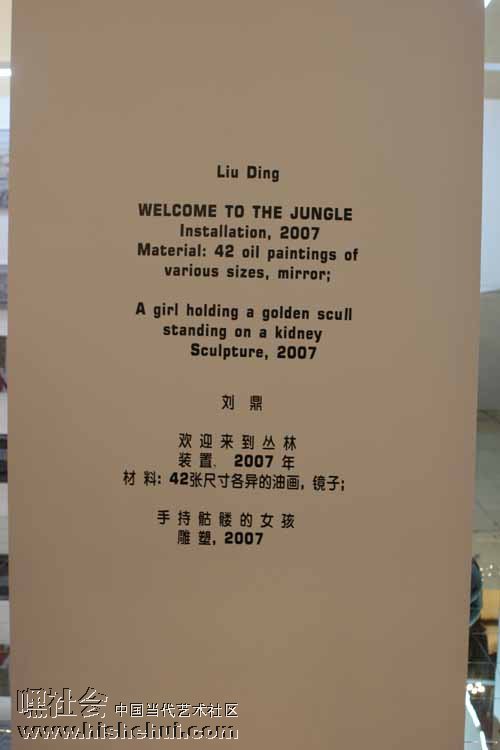 Liu Ding
WELCOME TO THE JUNGLE
Installation, 2007
Material: 42 oil paintings of
various sizes, mirror;
A girl holding a golden scull
standing on a kidney
Sculpture, 2007
刘 鼎
欢迎来到丛林
装置, 2007 年
材料: 42张尺寸各异的油画, 镜子;
手持骷髅的女孩
雕塑, 2007
嘿社会 中国当代艺术社区
www.hishehui.com